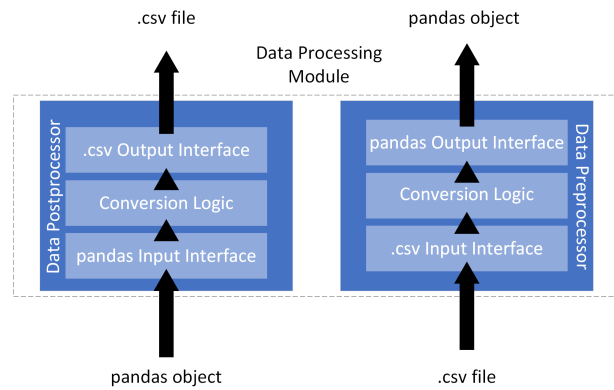 .csv file
pandas object
Data Processing
Module
Data Postprocessor
.csv Output Interface
Conversion Logic
pandas Input Interface
pandas Output Interface
Conversion Logic
.csv Input Interface
Data Preprocessor
pandas object
.csv file